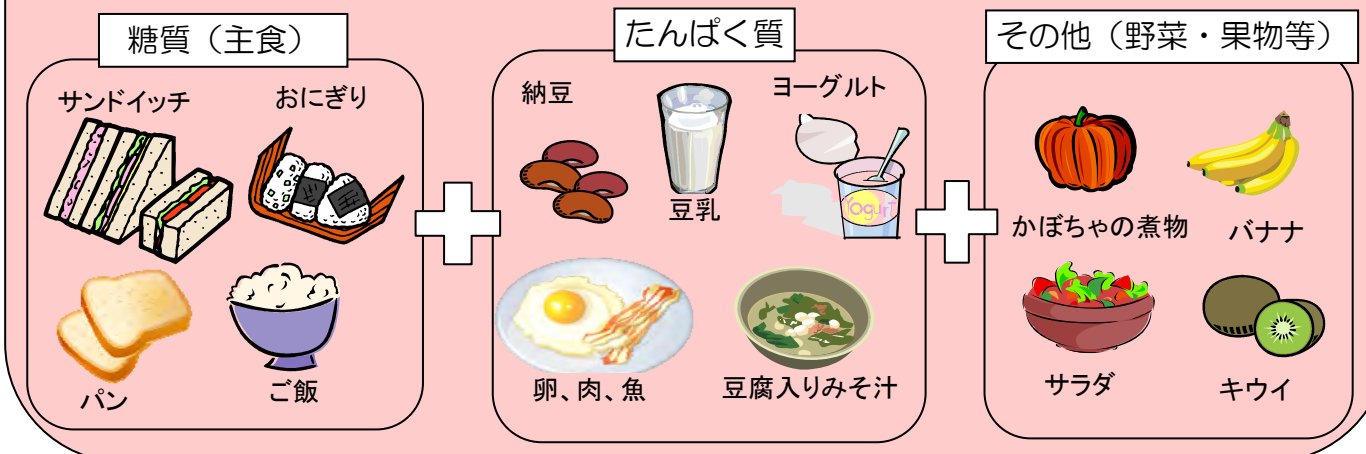 糖質（主食）
サンドイッチ
おにぎり
パン
ご飯
たんぱく質
納豆
豆乳
ヨーグルト
YogurT
卵、肉、魚
豆腐入りみそ汁
その他（野菜・果物等）
かぼちゃの煮物
バナナ
サラダ
キウイ